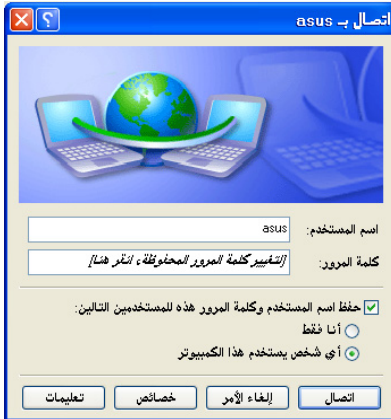 اتصال بـ asus
اسم المستخدم: asus
كلمة المرور: [لتغيير كلمة المرور المحفوظة، انقر هنا]
حفظ اسم المستخدم وكلمة المرور هذه للمستخدمين التالين:
أنا فقط
أي شخص يستخدم هذا الكمبيوتر
اتصال إلغاء الأمر خصائص تعليمات